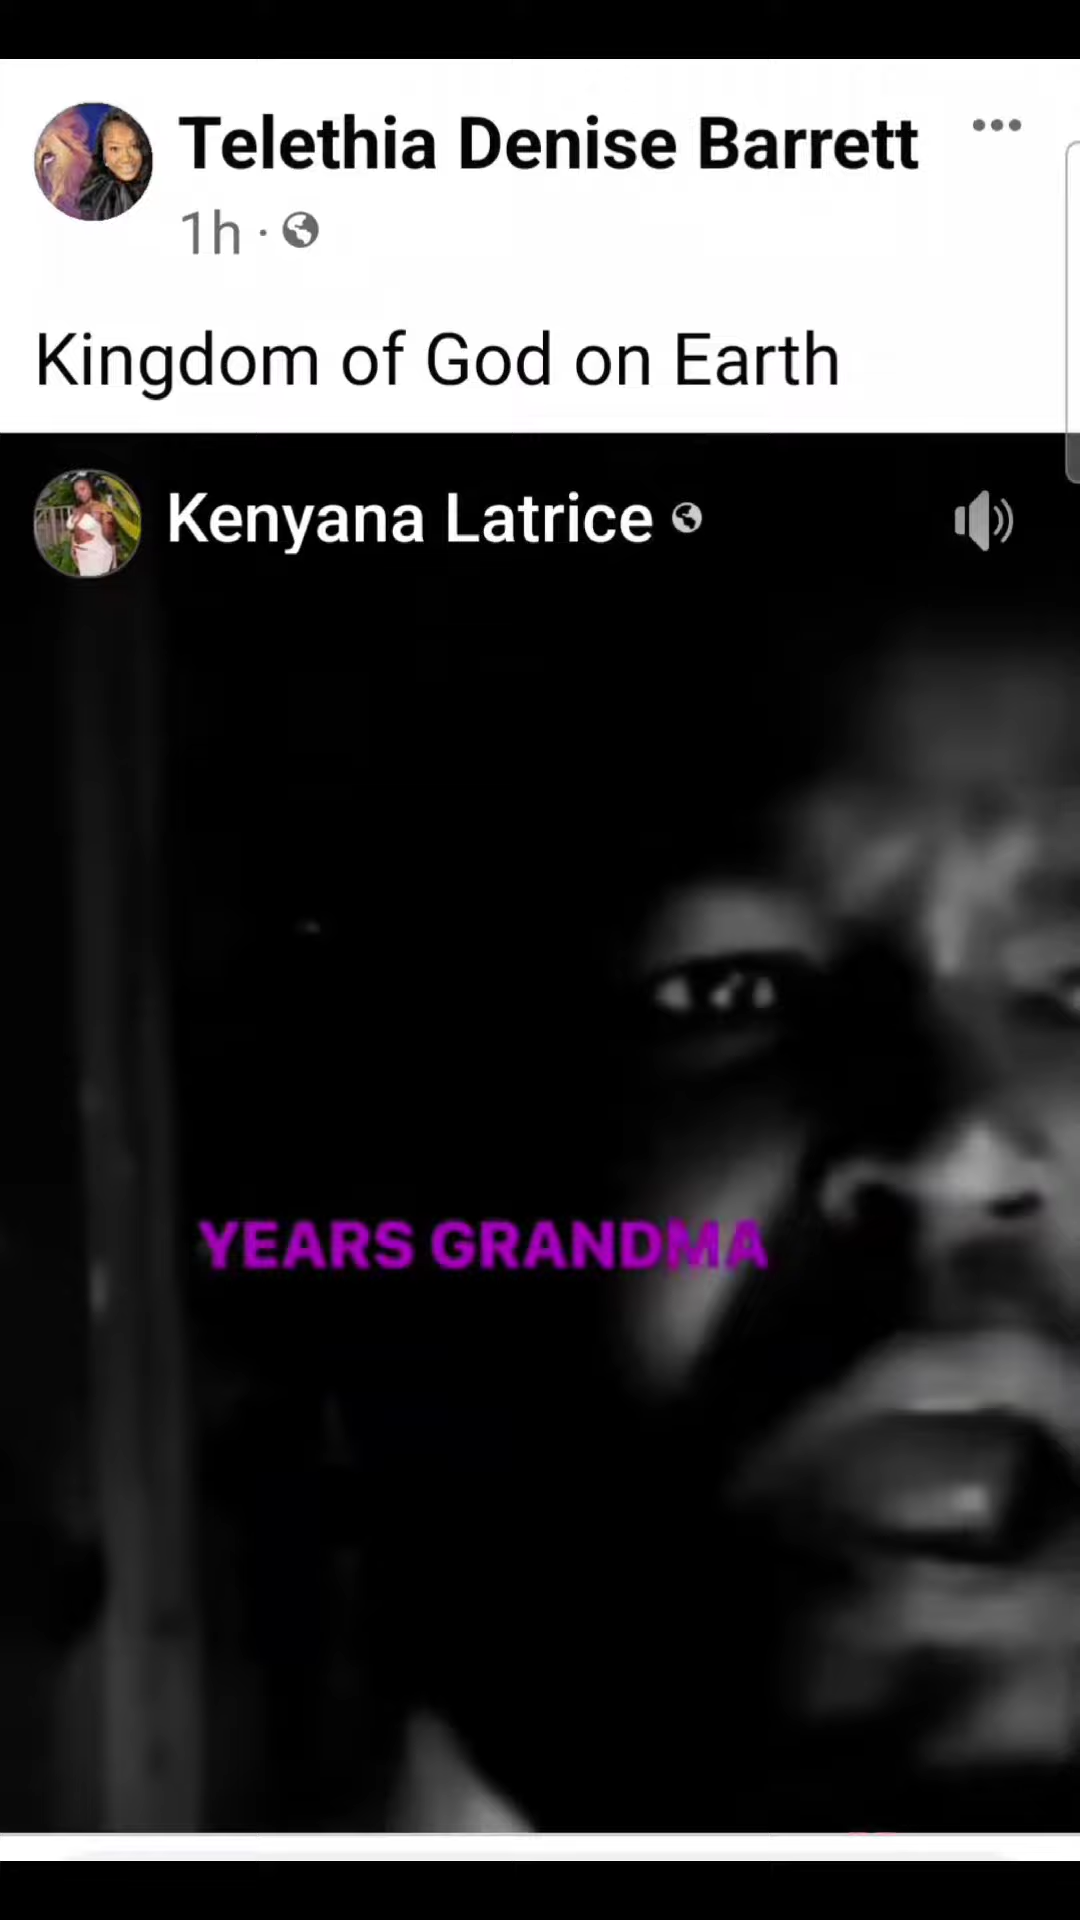 Telethia Denise Barrett
1h ·
Kingdom of God on Earth
Kenyana Latrice
YEARS GRANDMA